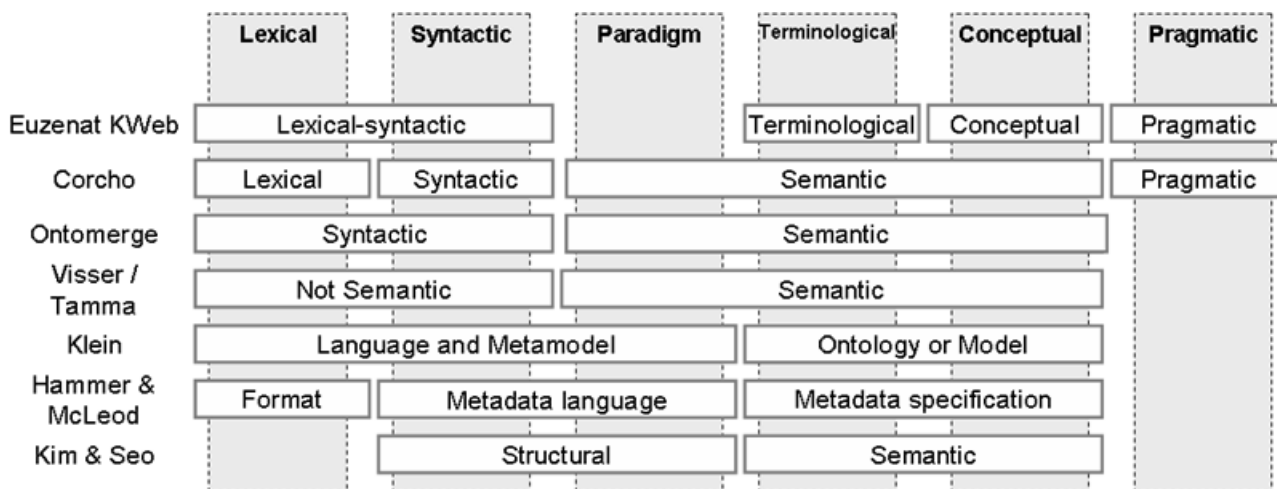 Lexical Syntactic Paradigm Terminological Conceptual Pragmatic
Euzenat KWeb Lexical-syntactic Terminological Conceptual Pragmatic
Corcho Lexical Syntactic Semantic Pragmatic
Ontomerge Syntactic Semantic
Visser /
Tamma Not Semantic Semantic
Klein Language and Metamodel Ontology or Model
Hammer &
McLeod Format Metadata language Metadata specification
Kim & Seo Structural Semantic